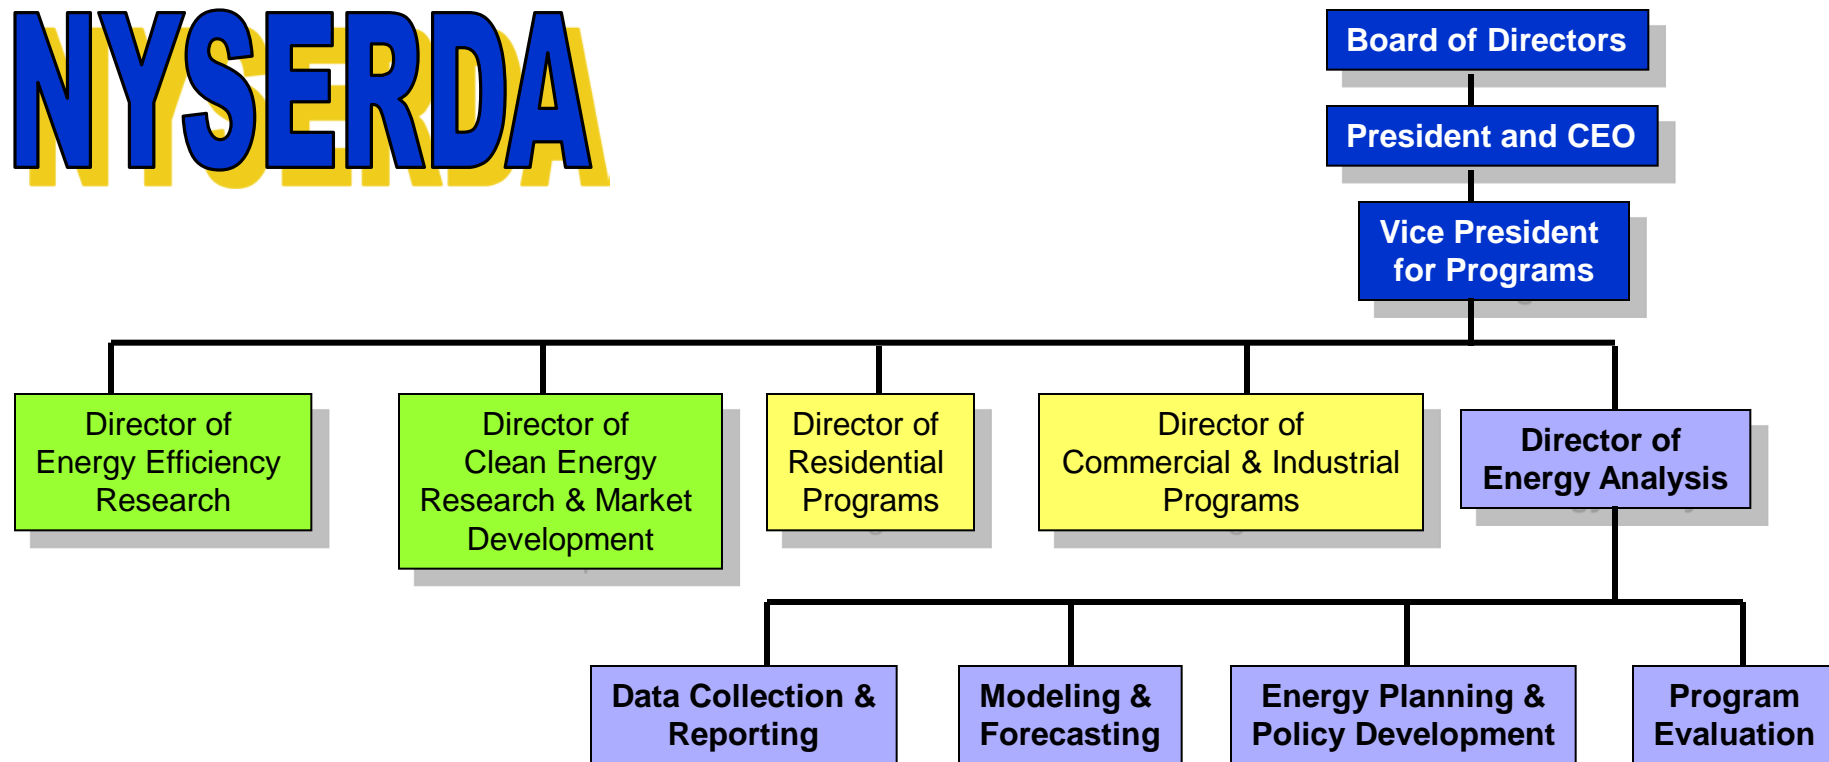 NYSERDA
Board of Directors
President and CEO
Vice President
for Programs
Director of
Energy Efficiency
Research
Director of
Clean Energy
Research & Market
Development
Director of
Residential
Programs
Director of
Commercial & Industrial
Programs
Director of
Energy Analysis
Data Collection &
Reporting
Modeling &
Forecasting
Energy Planning &
Policy Development
Program
Evaluation